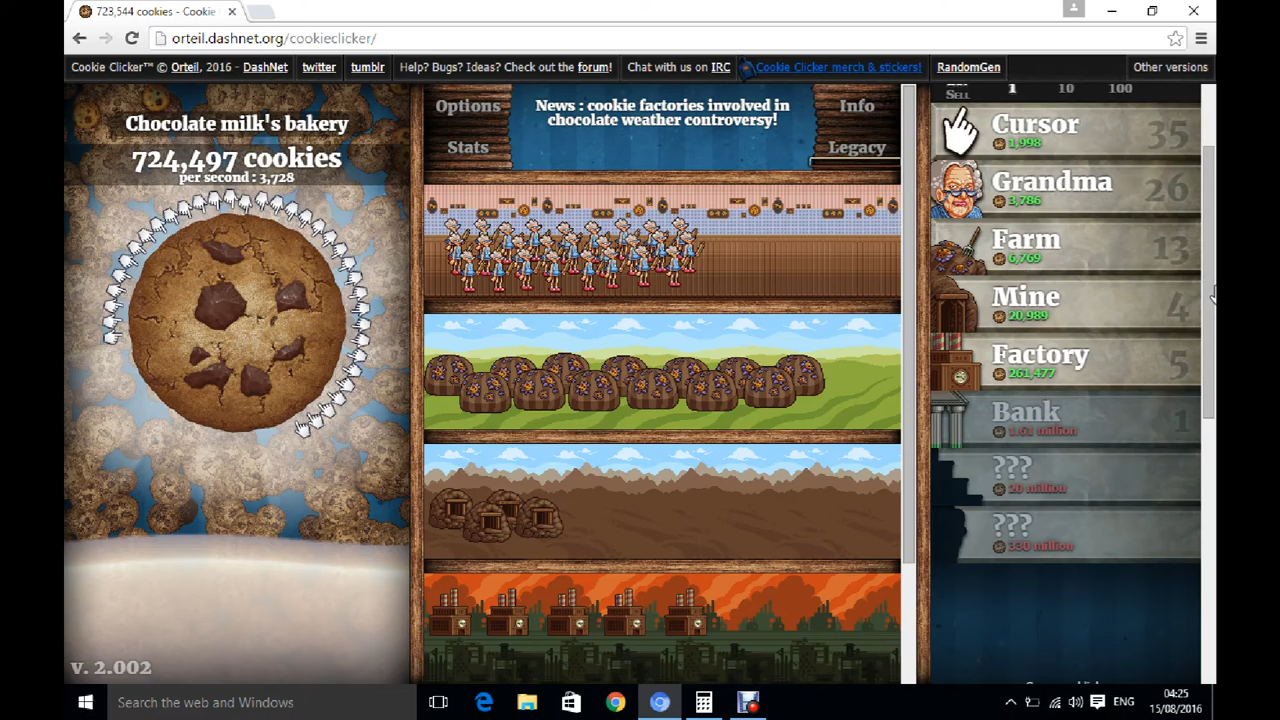 723,544 cookies - Cookie
orteil.dashnet.org/cookieclicker/
Cookie Clicker™ © Orteil, 2016 - DashNet
twitter
tumblr
Help? Bugs? Ideas? Check out the forum!
Chat with us on IRC
Cookie Clicker merch & stickers!
RandomGen
Other versions
Chocolate milk's bakery
724,497 cookies
per second : 3,728
v. 2.002
Options
Stats
News : cookie factories involved in
chocolate weather controversy!
Info
Legacy
SELL
1
10
100
Cursor
1,998
35
Grandma
3,786
26
Farm
6,769
13
Mine
20,989
4
Factory
261,477
5
Bank
1.61 million
1
???
20 million
???
330 million
Search the web and Windows
ENG
04:25
15/08/2016